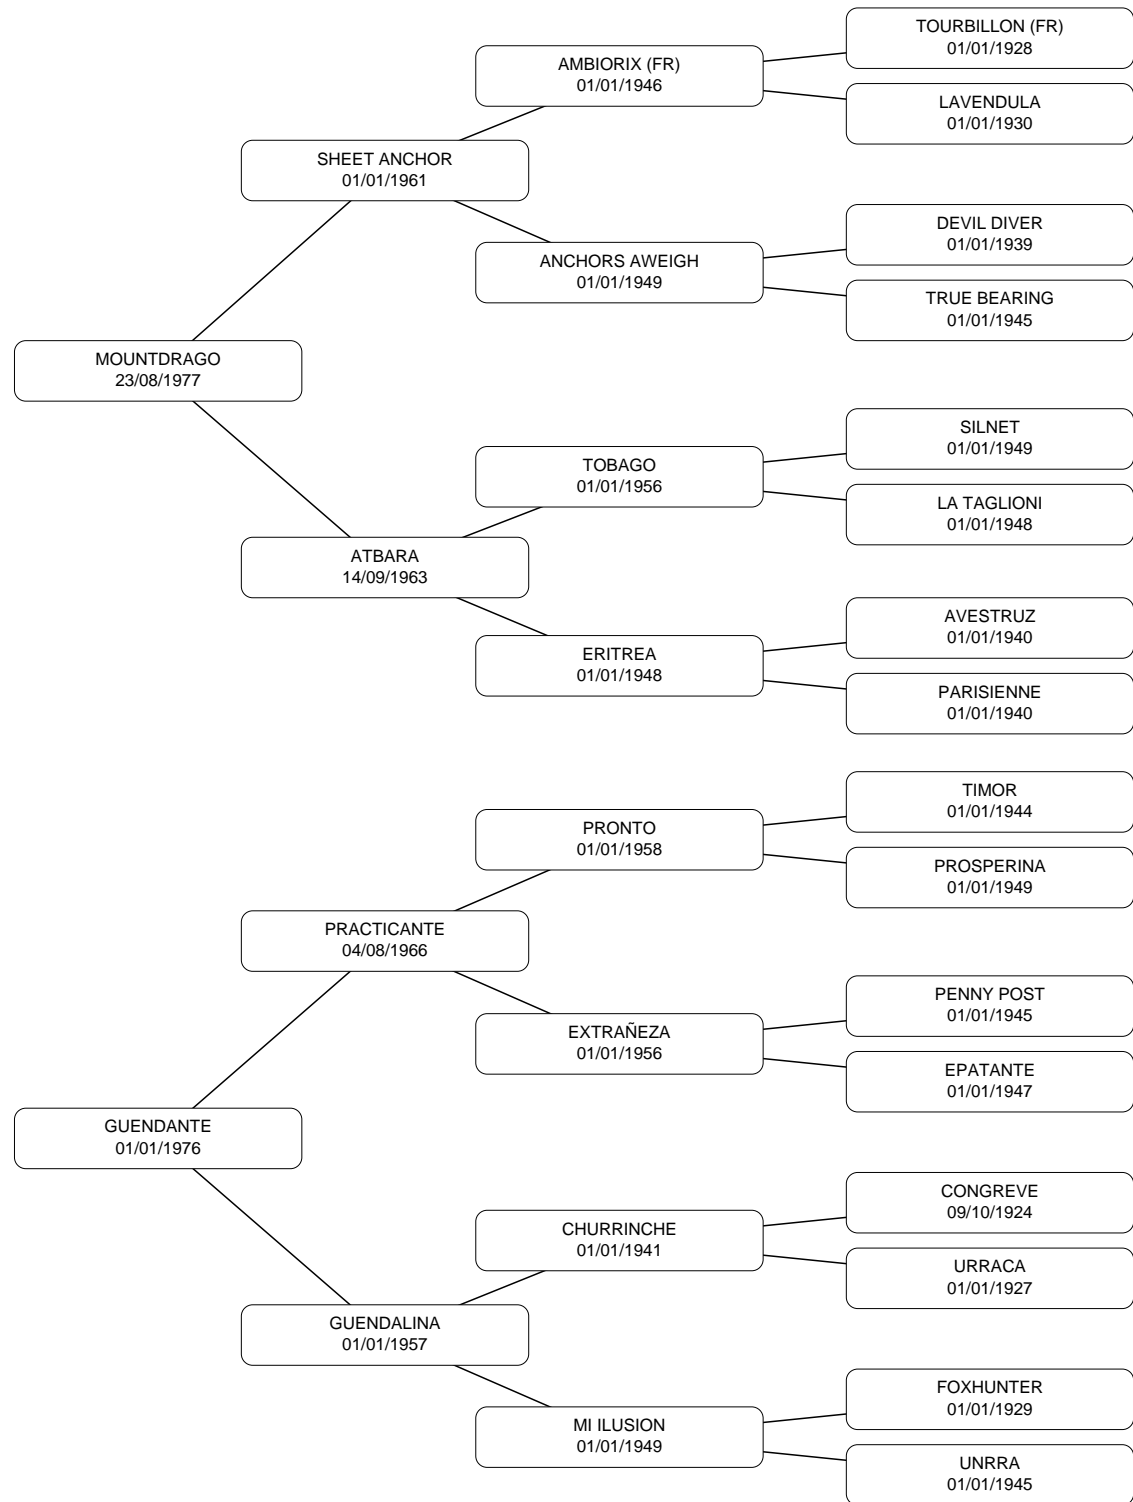 TOURBILLON (FR)
01/01/1928
AMBIORIX (FR)
01/01/1946
LAVENDULA
01/01/1930
SHEET ANCHOR
01/01/1961
DEVIL DIVER
01/01/1939
ANCHORS AWEIGH
01/01/1949
TRUE BEARING
01/01/1945
MOUNTDRAGO
23/08/1977
SILNET
01/01/1949
TOBAGO
01/01/1956
LA TAGLIONI
01/01/1948
ATBARA
14/09/1963
AVESTRUZ
01/01/1940
ERITREA
01/01/1948
PARISIENNE
01/01/1940
TIMOR
01/01/1944
PRONTO
01/01/1958
PROSPERINA
01/01/1949
PRACTICANTE
04/08/1966
PENNY POST
01/01/1945
EXTRAÑEZA
01/01/1956
EPATANTE
01/01/1947
GUENDANTE
01/01/1976
CONGREVE
09/10/1924
CHURRINCHE
01/01/1941
URRACA
01/01/1927
GUENDALINA
01/01/1957
FOXHUNTER
01/01/1929
MI ILUSION
01/01/1949
UNRRA
01/01/1945